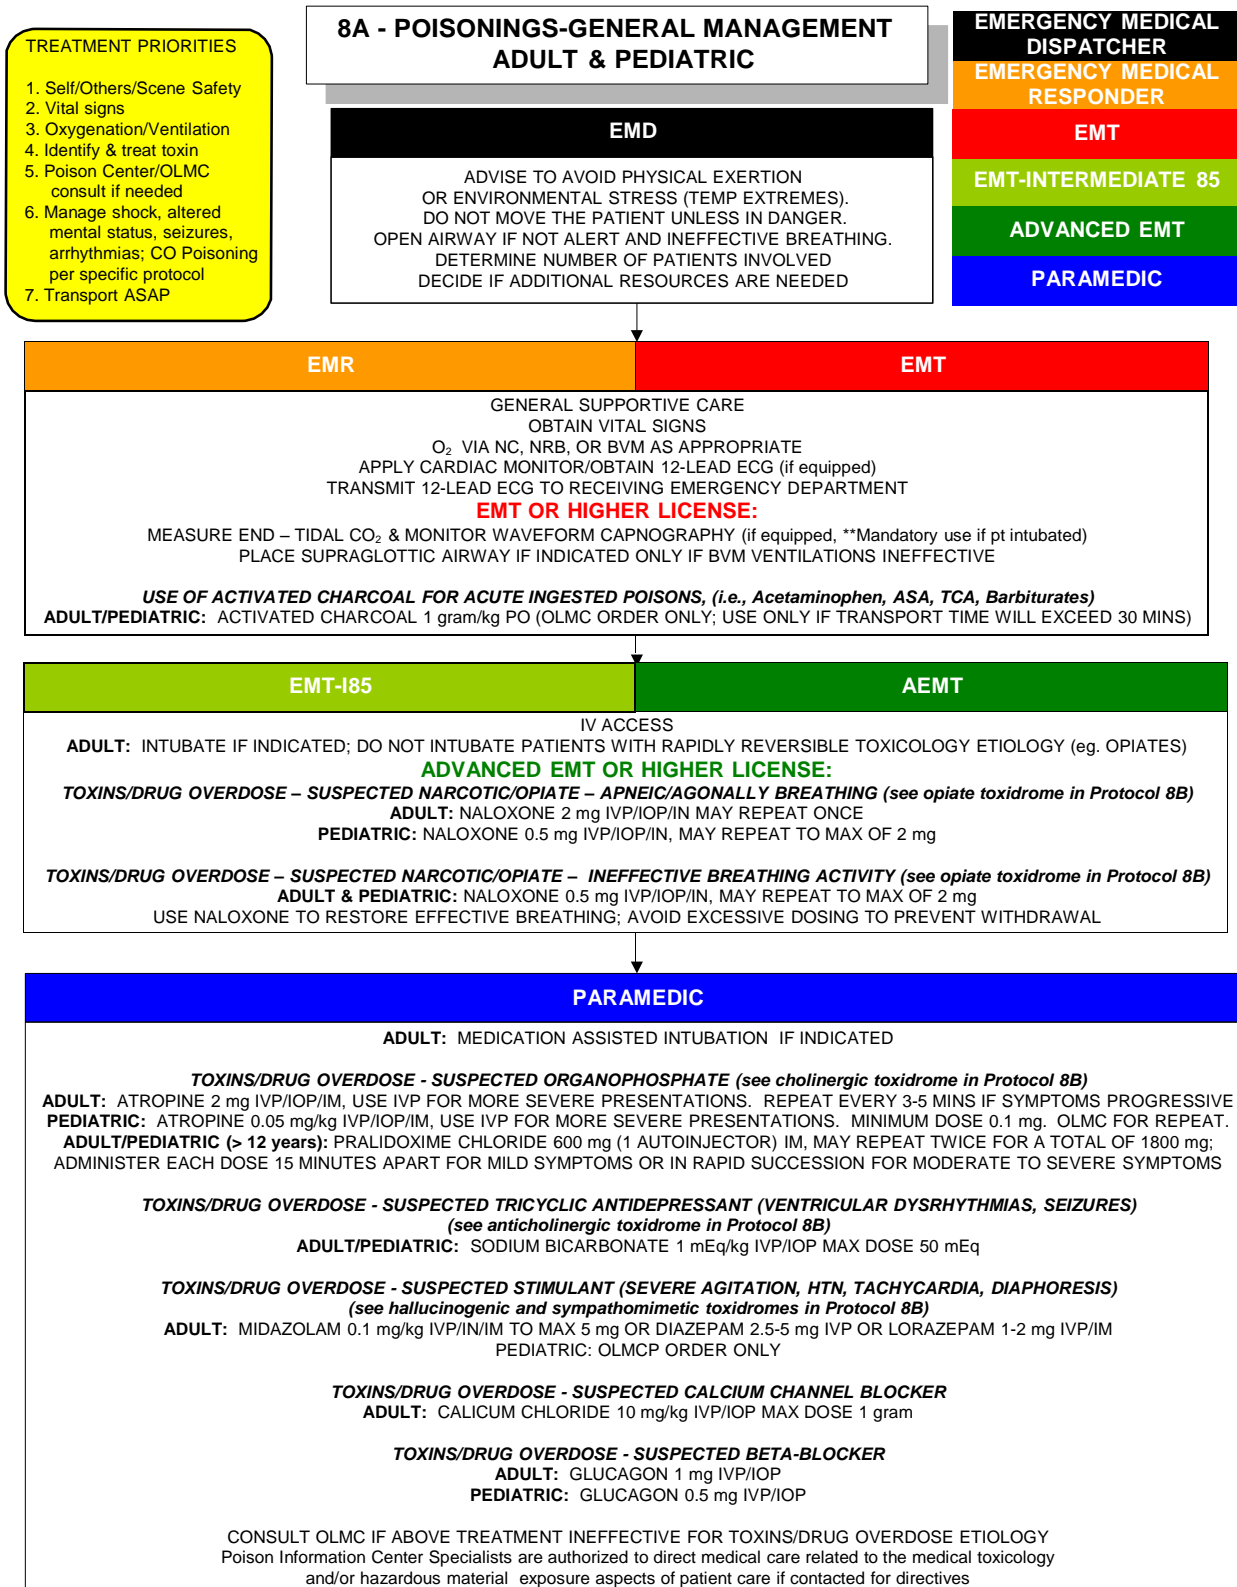 TREATMENT PRIORITIES
1. Self/Others/Scene Safety
2. Vital signs
3. Oxygenation/Ventilation
4. Identify & treat toxin
5. Poison Center/OLMC
consult if needed
6. Manage shock, altered
mental status, seizures,
arrhythmias; CO Poisoning
per specific protocol
7. Transport ASAP
8A - POISONINGS-GENERAL MANAGEMENT
ADULT & PEDIATRIC
EMERGENCY MEDICAL
DISPATCHER
EMERGENCY MEDICAL
RESPONDER
EMT
EMT-INTERMEDIATE 85
ADVANCED EMT
PARAMEDIC
EMD
ADVISE TO AVOID PHYSICAL EXERTION
OR ENVIRONMENTAL STRESS (TEMP EXTREMES).
DO NOT MOVE THE PATIENT UNLESS IN DANGER.
OPEN AIRWAY IF NOT ALERT AND INEFFECTIVE BREATHING.
DETERMINE NUMBER OF PATIENTS INVOLVED
DECIDE IF ADDITIONAL RESOURCES ARE NEEDED
EMR
EMT
GENERAL SUPPORTIVE CARE
OBTAIN VITAL SIGNS
O₂ VIA NC, NRB, OR BVM AS APPROPRIATE
APPLY CARDIAC MONITOR/OBTAIN 12-LEAD ECG (if equipped)
TRANSMIT 12-LEAD ECG TO RECEIVING EMERGENCY DEPARTMENT
EMT OR HIGHER LICENSE:
MEASURE END – TIDAL CO₂ & MONITOR WAVEFORM CAPNOGRAPHY (if equipped, **Mandatory use if pt intubated)
PLACE SUPRAGLOTTIC AIRWAY IF INDICATED ONLY IF BVM VENTILATIONS INEFFECTIVE
USE OF ACTIVATED CHARCOAL FOR ACUTE INGESTED POISONS, (i.e., Acetaminophen, ASA, TCA, Barbiturates)
ADULT/PEDIATRIC: ACTIVATED CHARCOAL 1 gram/kg PO (OLMC ORDER ONLY; USE ONLY IF TRANSPORT TIME WILL EXCEED 30 MINS)
EMT-I85
AEMT
IV ACCESS
ADULT: INTUBATE IF INDICATED; DO NOT INTUBATE PATIENTS WITH RAPIDLY REVERSIBLE TOXICOLOGY ETIOLOGY (eg. OPIATES)
ADVANCED EMT OR HIGHER LICENSE:
TOXINS/DRUG OVERDOSE – SUSPECTED NARCOTIC/OPIATE – APNEIC/AGONALLY BREATHING (see opiate toxidrome in Protocol 8B)
ADULT: NALOXONE 2 mg IVP/IOP/IN MAY REPEAT ONCE
PEDIATRIC: NALOXONE 0.5 mg IVP/IOP/IN, MAY REPEAT TO MAX OF 2 mg
TOXINS/DRUG OVERDOSE – SUSPECTED NARCOTIC/OPIATE – INEFFECTIVE BREATHING ACTIVITY (see opiate toxidrome in Protocol 8B)
ADULT & PEDIATRIC: NALOXONE 0.5 mg IVP/IOP/IN, MAY REPEAT TO MAX OF 2 mg
USE NALOXONE TO RESTORE EFFECTIVE BREATHING; AVOID EXCESSIVE DOSING TO PREVENT WITHDRAWAL
PARAMEDIC
ADULT: MEDICATION ASSISTED INTUBATION IF INDICATED
TOXINS/DRUG OVERDOSE - SUSPECTED ORGANOPHOSPHATE (see cholinergic toxidrome in Protocol 8B)
ADULT: ATROPINE 2 mg IVP/IOP/IM, USE IVP FOR MORE SEVERE PRESENTATIONS. REPEAT EVERY 3-5 MINS IF SYMPTOMS PROGRESSIVE
PEDIATRIC: ATROPINE 0.05 mg/kg IVP/IOP/IM, USE IVP FOR MORE SEVERE PRESENTATIONS. MINIMUM DOSE 0.1 mg. OLMC FOR REPEAT.
ADULT/PEDIATRIC (> 12 years): PRALIDOXIME CHLORIDE 600 mg (1 AUTOINJECTOR) IM, MAY REPEAT TWICE FOR A TOTAL OF 1800 mg;
ADMINISTER EACH DOSE 15 MINUTES APART FOR MILD SYMPTOMS OR IN RAPID SUCCESSION FOR MODERATE TO SEVERE SYMPTOMS
TOXINS/DRUG OVERDOSE - SUSPECTED TRICYCLIC ANTIDEPRESSANT (VENTRICULAR DYSRHYTHMIAS, SEIZURES)
(see anticholinergic toxidrome in Protocol 8B)
ADULT/PEDIATRIC: SODIUM BICARBONATE 1 mEq/kg IVP/IOP MAX DOSE 50 mEq
TOXINS/DRUG OVERDOSE - SUSPECTED STIMULANT (SEVERE AGITATION, HTN, TACHYCARDIA, DIAPHORESIS)
(see hallucinogenic and sympathomimetic toxidromes in Protocol 8B)
ADULT: MIDAZOLAM 0.1 mg/kg IVP/IN/IM TO MAX 5 mg OR DIAZEPAM 2.5-5 mg IVP OR LORAZEPAM 1-2 mg IVP/IM
PEDIATRIC: OLMCP ORDER ONLY
TOXINS/DRUG OVERDOSE - SUSPECTED CALCIUM CHANNEL BLOCKER
ADULT: CALICUM CHLORIDE 10 mg/kg IVP/IOP MAX DOSE 1 gram
TOXINS/DRUG OVERDOSE - SUSPECTED BETA-BLOCKER
ADULT: GLUCAGON 1 mg IVP/IOP
PEDIATRIC: GLUCAGON 0.5 mg IVP/IOP
CONSULT OLMC IF ABOVE TREATMENT INEFFECTIVE FOR TOXINS/DRUG OVERDOSE ETIOLOGY
Poison Information Center Specialists are authorized to direct medical care related to the medical toxicology
and/or hazardous material exposure aspects of patient care if contacted for directives